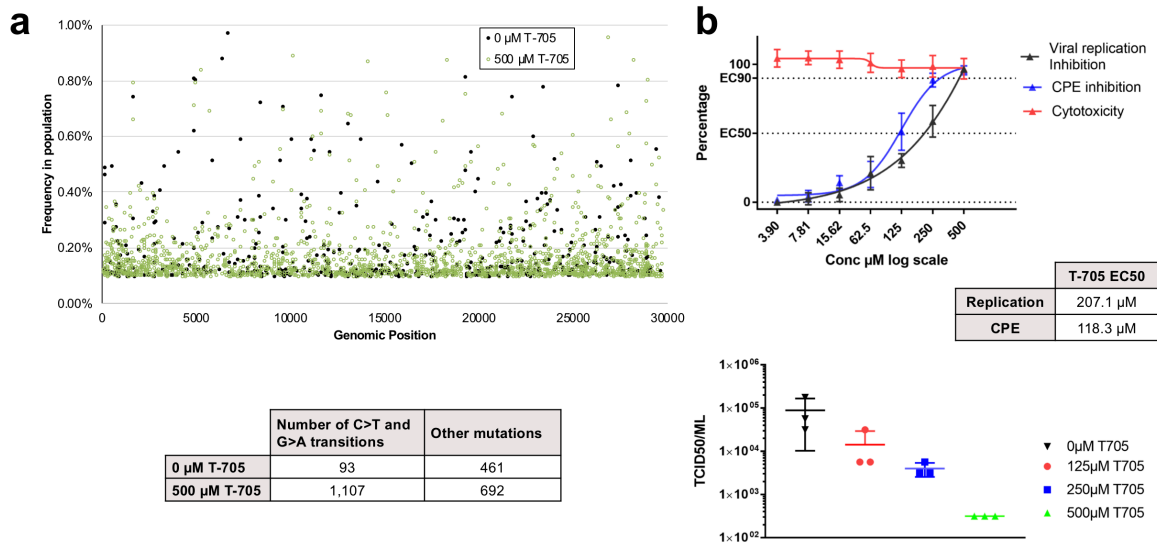 a
1.00%
0.80%
0.60%
0.40%
0.20%
0.00%
Frequency in population
0 µM T-705
500 µM T-705
0 5000 10000 15000 20000 25000 30000
Genomic Position
Number of C>T and
G>A transitions
Other mutations
0 µM T-705 93 461
500 µM T-705 1,107 692
b
100
EC90
EC50
0
Percentage
3.90 7.81 15.62 62.5 125 250 500
Conc µM log scale
Viral replication
Inhibition
CPE inhibition
Cytotoxicity
T-705 EC50
Replication 207.1 µM
CPE 118.3 µM
1×10⁰⁶
1×10⁰⁵
1×10⁰⁴
1×10⁰³
1×10⁰²
TCID50/ML
0µM T705
125µM T705
250µM T705
500µM T705